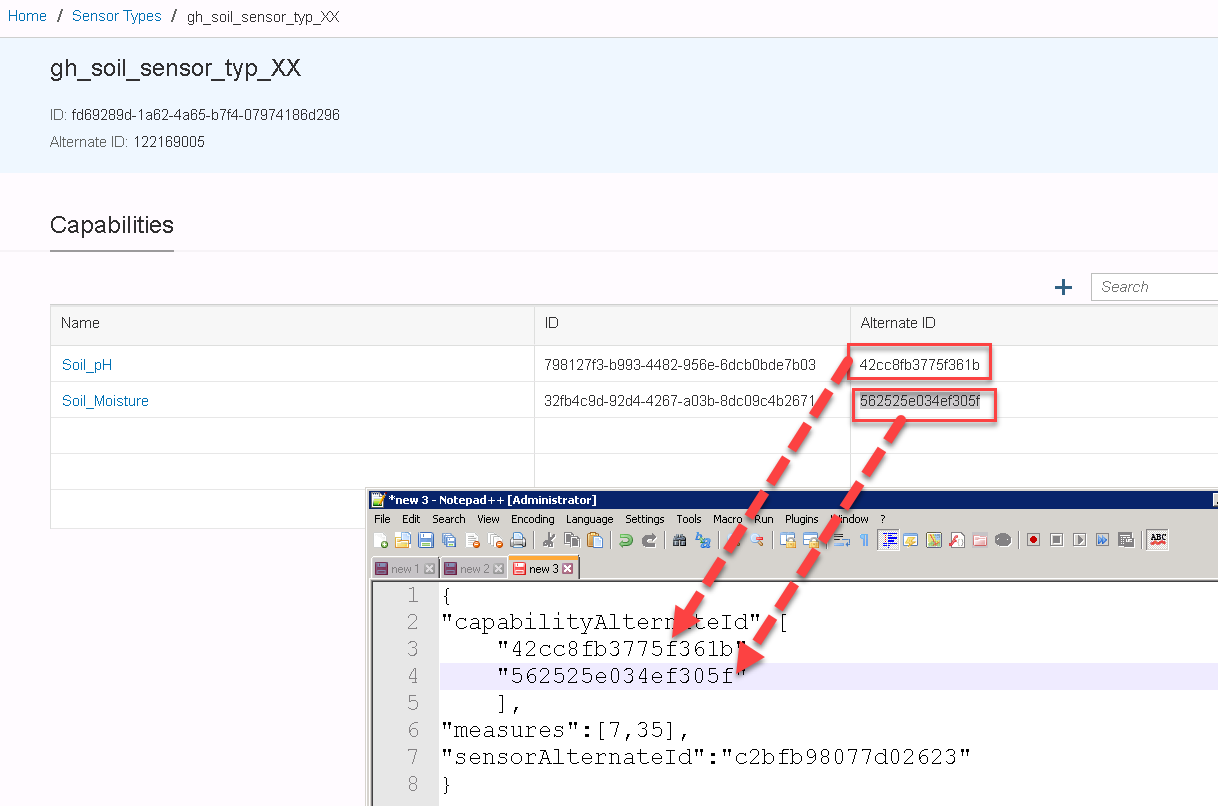 Home / Sensor Types / gh_soil_sensor_typ_XX
gh_soil_sensor_typ_XX
ID: fd69289d-1a62-4a65-b7f4-07974186d296
Alternate ID: 122169005
Capabilities
Search
Name ID Alternate ID
Soil_pH 798127f3-b993-4482-956e-6dcb0bde7b03 42cc8fb3775f361b
Soil_Moisture 32fb4c9d-92d4-4267-a03b-8dc09c4b2671 562525e034ef305f
*new 3 - Notepad++ [Administrator]
File Edit Search View Encoding Language Settings Tools Macro Run Plugins Window ?
ABC
new 1 new 2 new 3
1 {
2 "capabilityAlternateId" [
3 "42cc8fb3775f361b"
4 "562525e034ef305f"
5 ],
6 "measures":[7,35],
7 "sensorAlternateId":"c2bfb98077d02623"
8 }